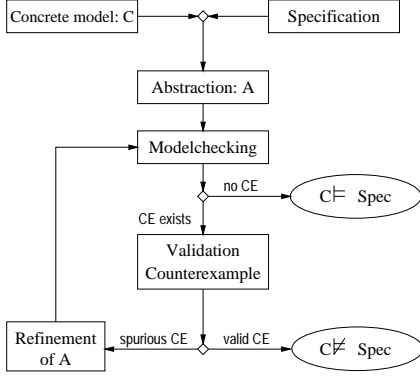 Concrete model: C
Specification
Abstraction: A
Modelchecking
no CE
C ⊨ Spec
CE exists
Validation
Counterexample
Refinement
of A
spurious CE
valid CE
C ⊭ Spec